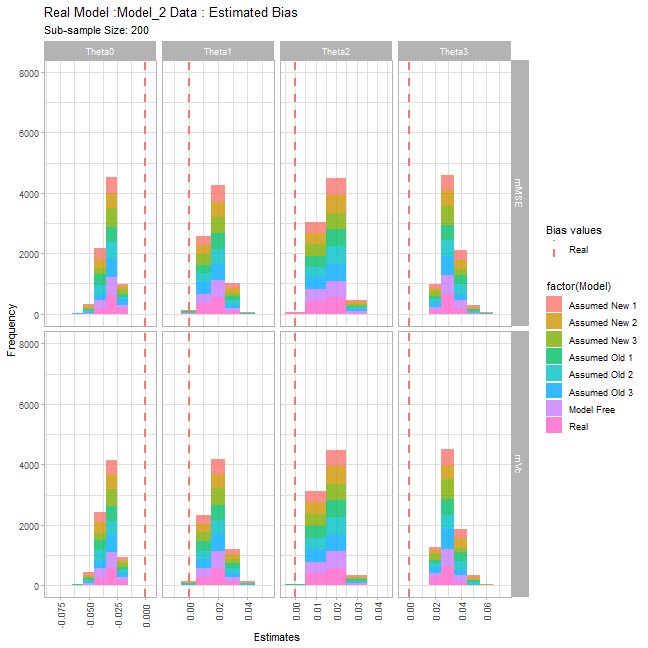 Real Model :Model_2 Data : Estimated Bias
Sub-sample Size: 200
Theta0 Theta1 Theta2 Theta3
8000
6000
4000
2000
0
mMSE
8000
6000
4000
2000
0
mVc
Frequency
-0.075 -0.050 -0.025 0.000 0.00 0.02 0.04 0.00 0.01 0.02 0.03 0.04 0.00 0.02 0.04 0.06
Estimates
Bias values
Real
factor(Model)
Assumed New 1
Assumed New 2
Assumed New 3
Assumed Old 1
Assumed Old 2
Assumed Old 3
Model Free
Real